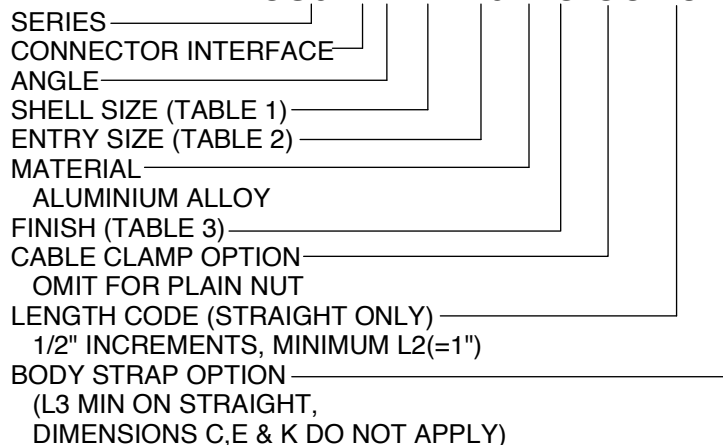 SERIES
CONNECTOR INTERFACE
ANGLE
SHELL SIZE (TABLE 1)
ENTRY SIZE (TABLE 2)
MATERIAL
ALUMINIUM ALLOY
FINISH (TABLE 3)
CABLE CLAMP OPTION
OMIT FOR PLAIN NUT
LENGTH CODE (STRAIGHT ONLY)
1/2" INCREMENTS, MINIMUM L2(=1")
BODY STRAP OPTION
(L3 MIN ON STRAIGHT,
DIMENSIONS C,E & K DO NOT APPLY)